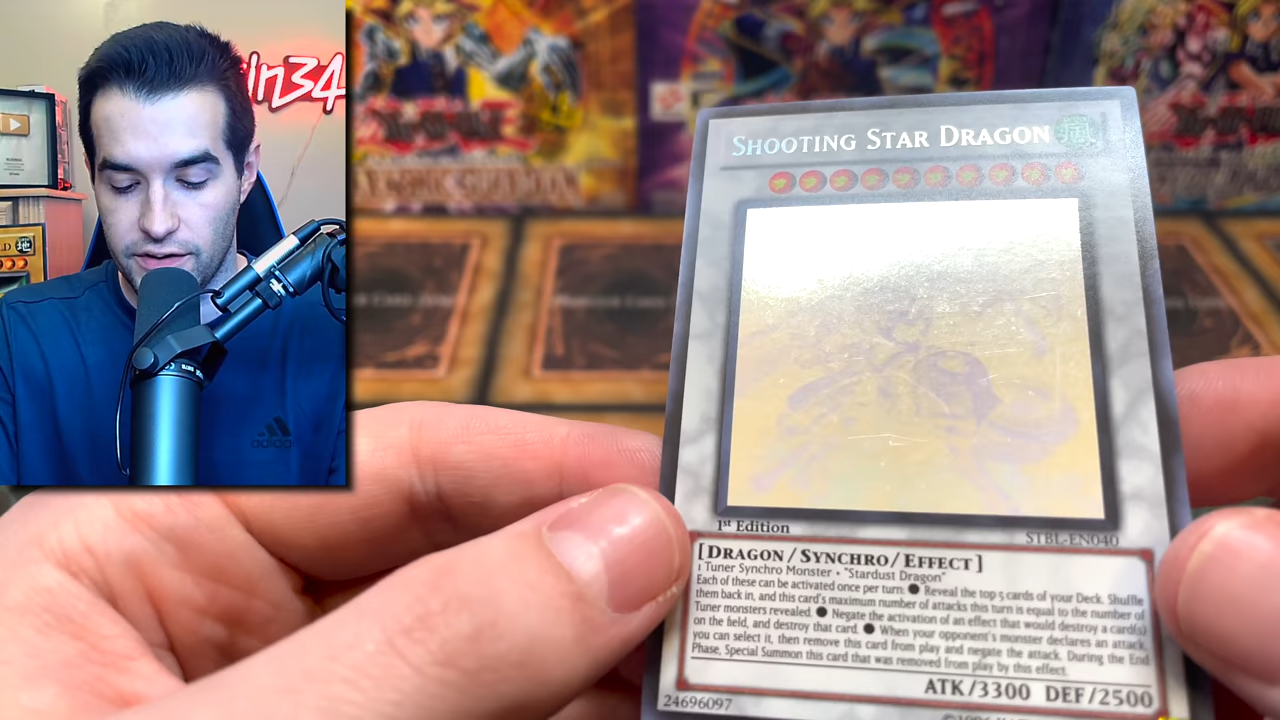 in34
SHOOTING STAR DRAGON
風
1st Edition
STBL-EN040
[DRAGON/SYNCHRO/EFFECT]
1 Tuner Synchro Monster • "Stardust Dragon"
Each of these can be activated once per turn: ● Reveal the top 5 cards of your Deck. Shuffle
them back in, and this card's maximum number of attacks this turn is equal to the number of
Tuner monsters revealed. ● Negate the activation of an effect that would destroy a card(s)
on the field, and destroy that card. ● When your opponent's monster declares an attack,
you can select it, then remove this card from play and negate the attack. During the End
Phase, Special Summon this card that was removed from play by this effect.
ATK/3300 DEF/2500
24696097
adidas